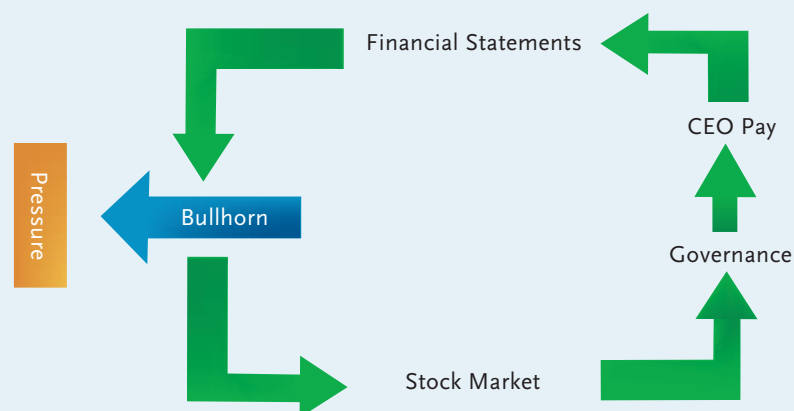 Financial Statements
CEO Pay
Pressure
Bullhorn
Governance
Stock Market